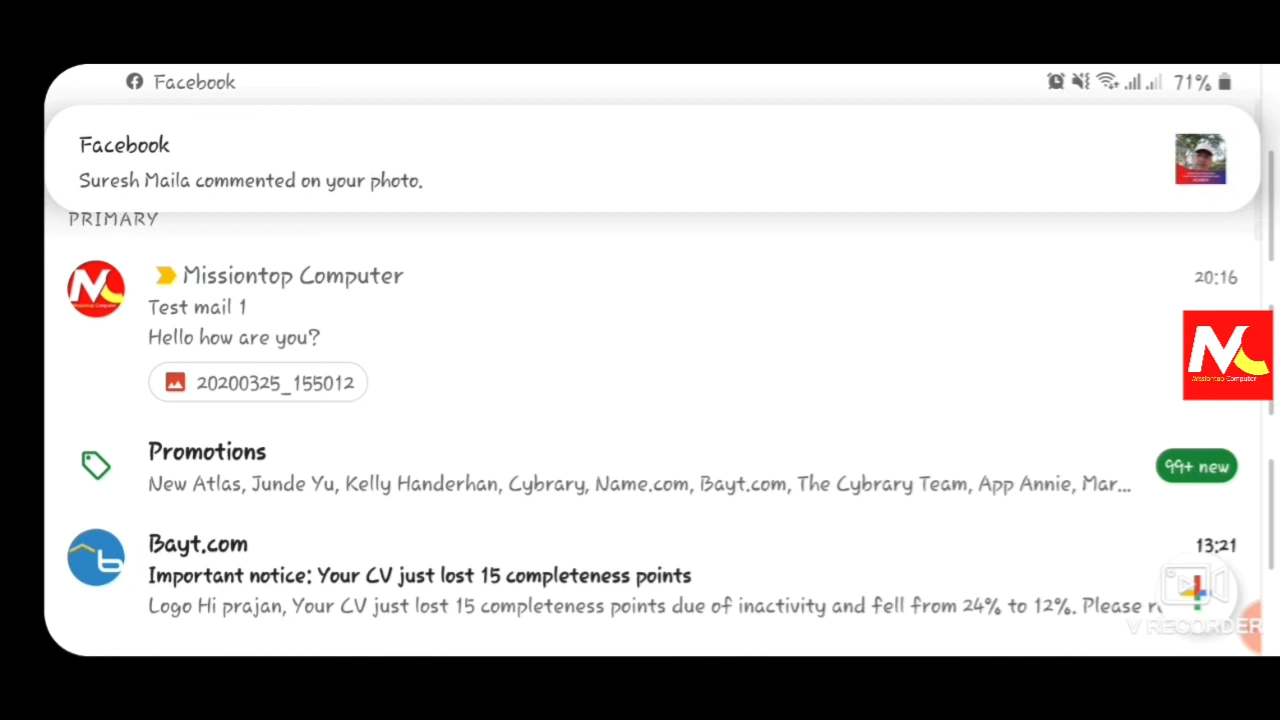 Facebook
71%
Facebook
Suresh Maila commented on your photo.
PRIMARY
Missiontop Computer
20:16
Test mail 1
Hello how are you?
20200325_155012
Missiontop Computer
Promotions
99+ new
New Atlas, Junde Yu, Kelly Handerhan, Cybrary, Name.com, Bayt.com, The Cybrary Team, App Annie, Mar...
Bayt.com
13:21
Important notice: Your CV just lost 15 completeness points
Logo Hi prajan, Your CV just lost 15 completeness points due of inactivity and fell from 24% to 12%. Please r
V RECORDER